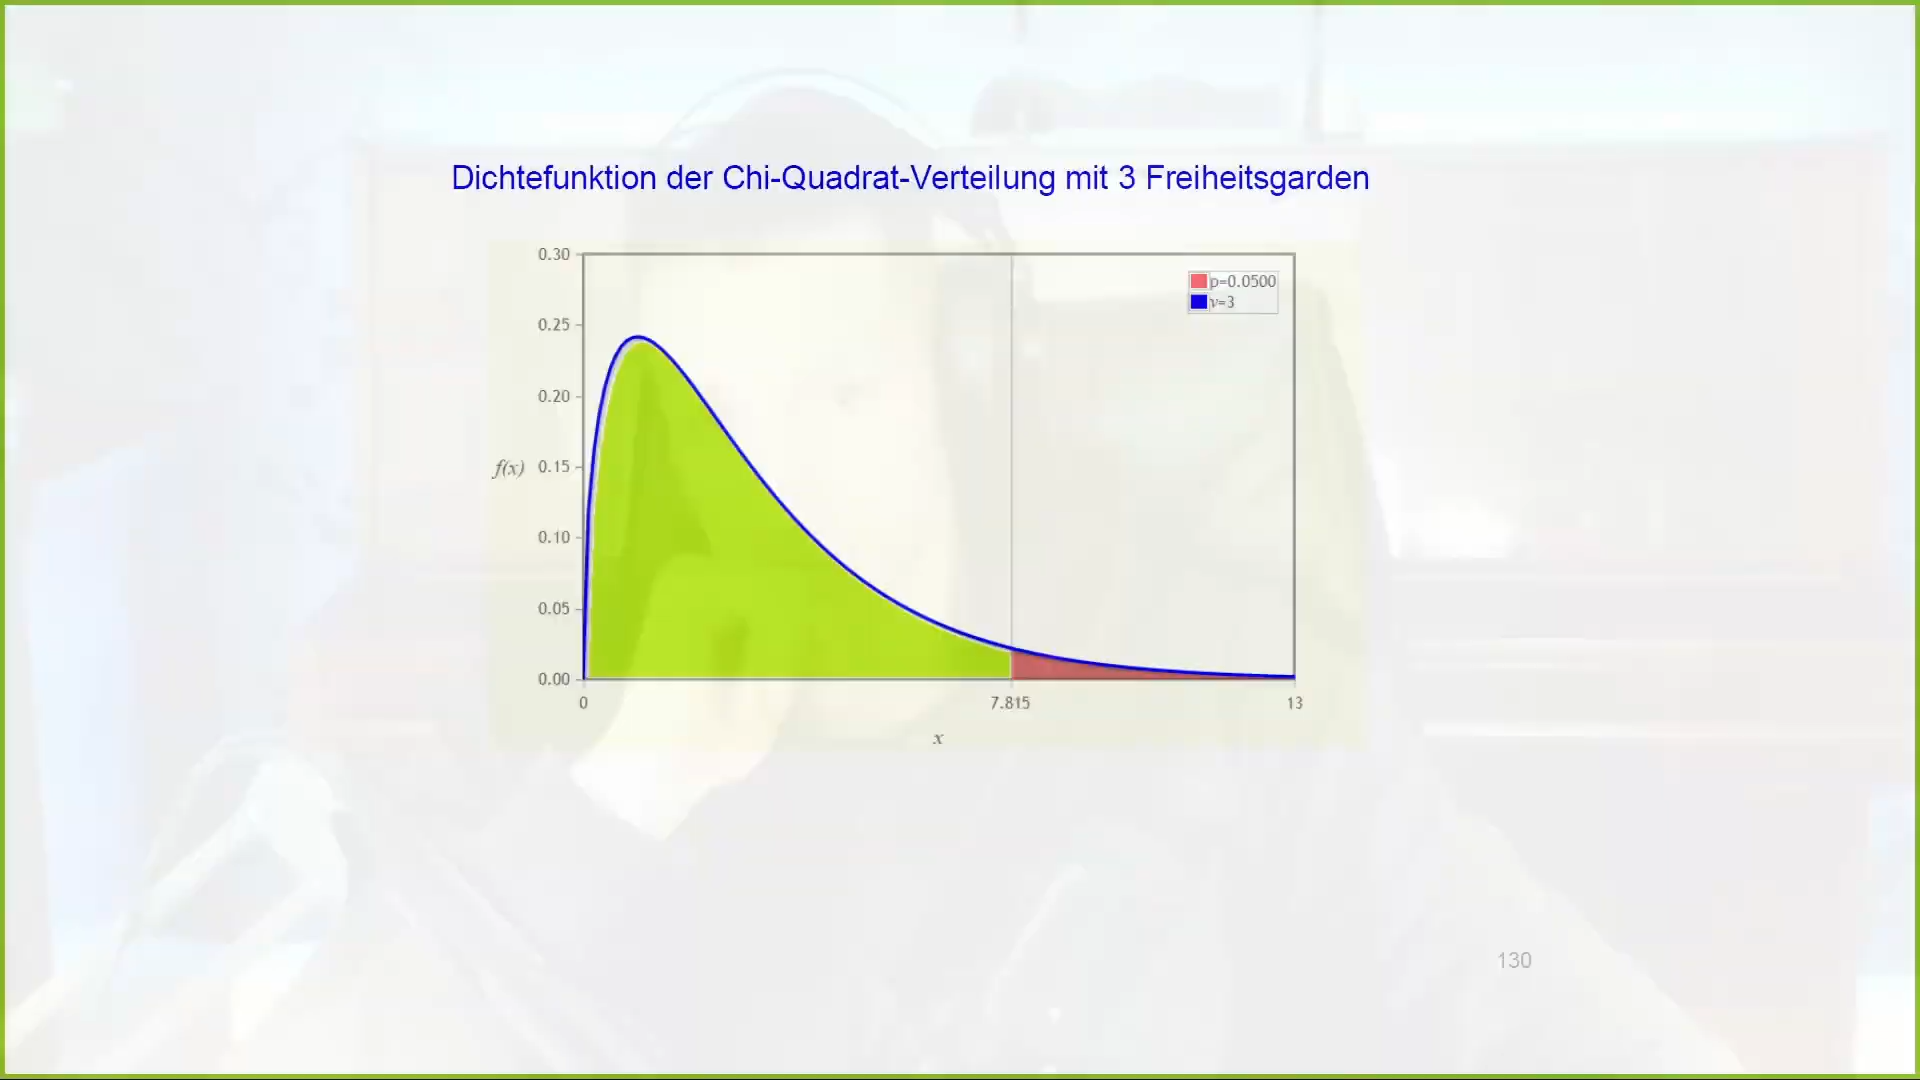 Dichtefunktion der Chi-Quadrat-Verteilung mit 3 Freiheitsgarden
0.30
p=0.0500
ν=3
0.25
0.20
f(x)
0.15
0.10
0.05
0.00
0
7.815
13
x
130